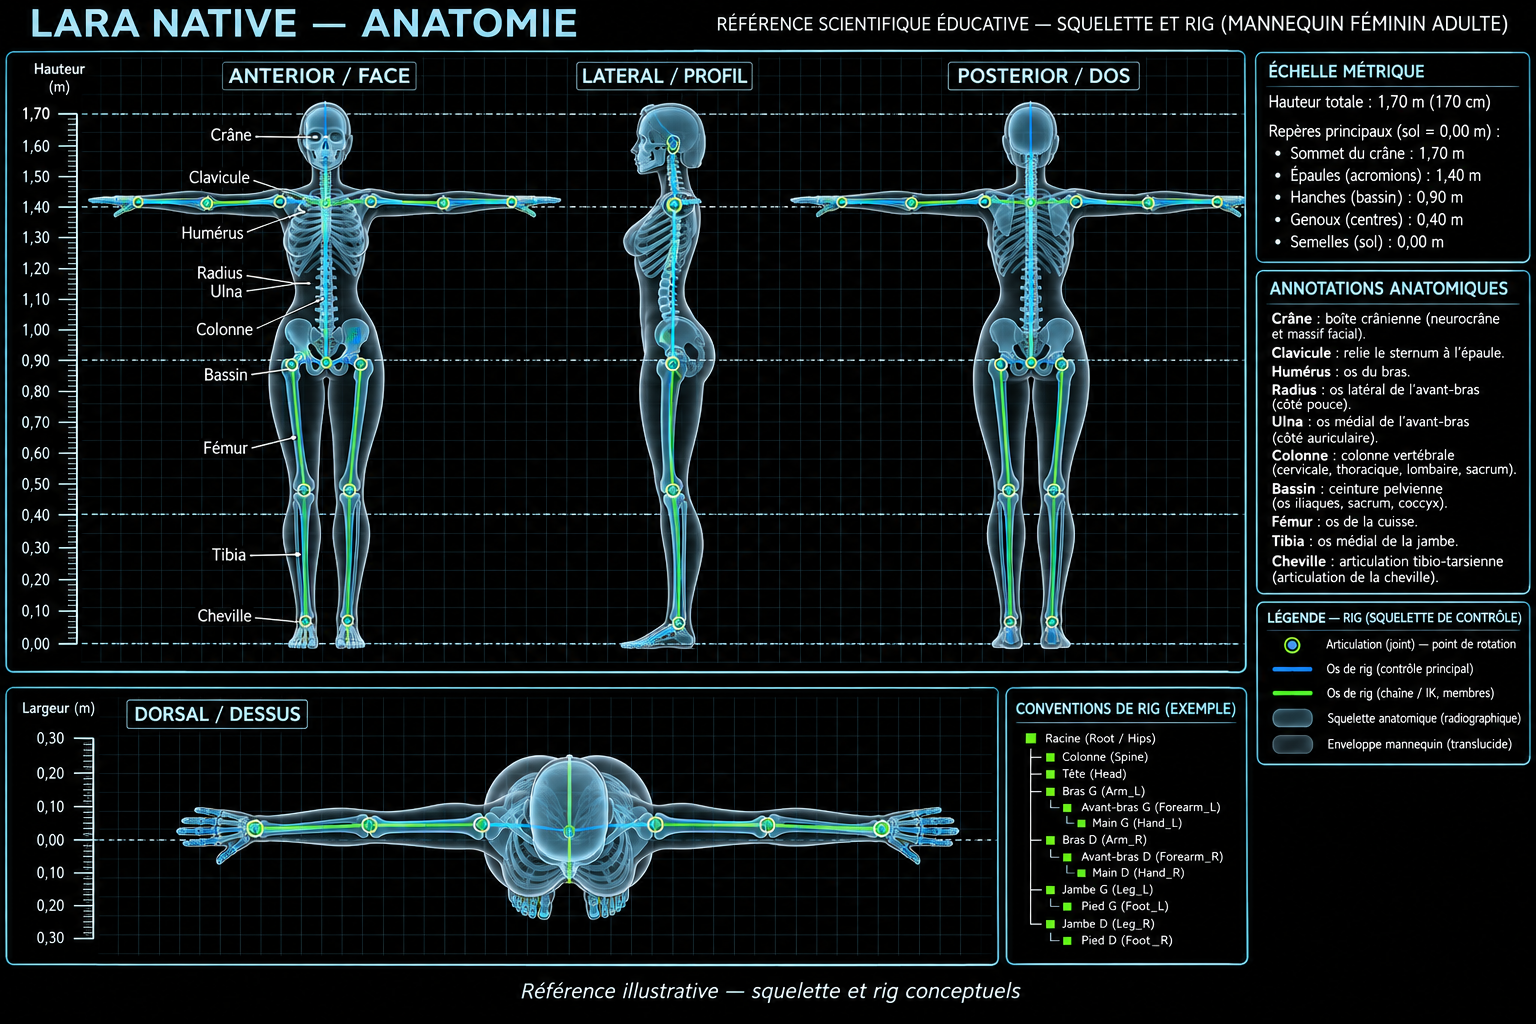 LARA NATIVE — ANATOMIE
RÉFÉRENCE SCIENTIFIQUE ÉDUCATIVE — SQUELETTE ET RIG (MANNEQUIN FÉMININ ADULTE)
Hauteur
(m)
ANTERIOR / FACE
LATERAL / PROFIL
POSTERIOR / DOS
1,70
1,60
1,50
1,40
1,30
1,20
1,10
1,00
0,90
0,80
0,70
0,60
0,50
0,40
0,30
0,20
0,10
0,00
Crâne
Clavicule
Humérus
Radius
Ulna
Colonne
Bassin
Fémur
Tibia
Cheville
ÉCHELLE MÉTRIQUE
Hauteur totale : 1,70 m (170 cm)
Repères principaux (sol = 0,00 m) :
• Sommet du crâne : 1,70 m
• Épaules (acromions) : 1,40 m
• Hanches (bassin) : 0,90 m
• Genoux (centres) : 0,40 m
• Semelles (sol) : 0,00 m
ANNOTATIONS ANATOMIQUES
Crâne : boîte crânienne (neurocrâne
et massif facial).
Clavicule : relie le sternum à l'épaule.
Humérus : os du bras.
Radius : os latéral de l'avant-bras
(côté pouce).
Ulna : os médial de l'avant-bras
(côté auriculaire).
Colonne : colonne vertébrale
(cervicale, thoracique, lombaire, sacrum).
Bassin : ceinture pelvienne
(os iliaques, sacrum, coccyx).
Fémur : os de la cuisse.
Tibia : os médial de la jambe.
Cheville : articulation tibio-tarsienne
(articulation de la cheville).
LÉGENDE — RIG (SQUELETTE DE CONTRÔLE)
Articulation (joint) — point de rotation
Os de rig (contrôle principal)
Os de rig (chaîne / IK, membres)
Squelette anatomique (radiographique)
Enveloppe mannequin (translucide)
Largeur (m)
DORSAL / DESSUS
0,30
0,20
0,10
0,00
0,10
0,20
0,30
CONVENTIONS DE RIG (EXEMPLE)
Racine (Root / Hips)
Colonne (Spine)
Tête (Head)
Bras G (Arm_L)
Avant-bras G (Forearm_L)
Main G (Hand_L)
Bras D (Arm_R)
Avant-bras D (Forearm_R)
Main D (Hand_R)
Jambe G (Leg_L)
Pied G (Foot_L)
Jambe D (Leg_R)
Pied D (Foot_R)
Référence illustrative — squelette et rig conceptuels